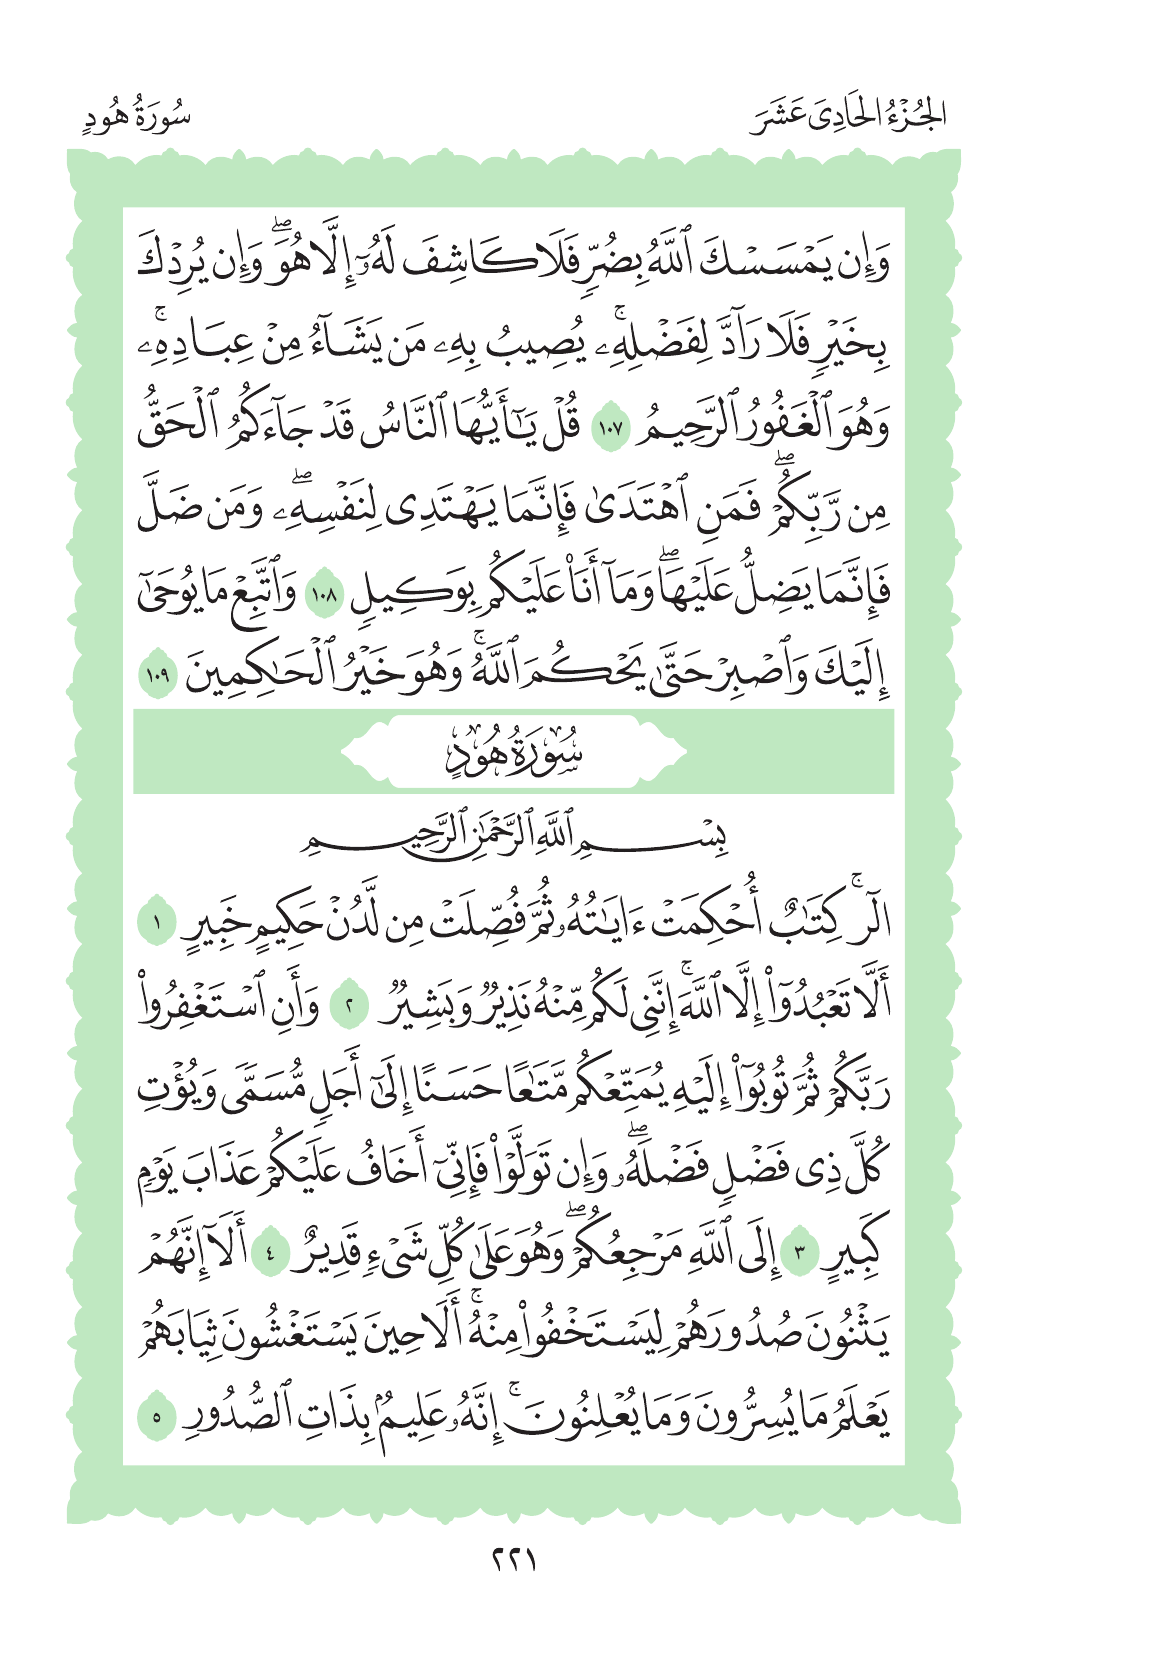 الجُزْءُ الحَادِيَ عَشَرَ
سُورَةُ هُودٍ
وَإِن يَمْسَسْكَ ٱللَّهُ بِضُرٍّ فَلَا كَاشِفَ لَهُۥٓ إِلَّا هُوَۖ وَإِن يُرِدْكَ
بِخَيْرٍ فَلَا رَآدَّ لِفَضْلِهِۦۚ يُصِيبُ بِهِۦ مَن يَشَآءُ مِنْ عِبَادِهِۦۚ
وَهُوَ ٱلْغَفُورُ ٱلرَّحِيمُ ١٠٧ قُلْ يَٰٓأَيُّهَا ٱلنَّاسُ قَدْ جَآءَكُمُ ٱلْحَقُّ
مِن رَّبِّكُمْۖ فَمَنِ ٱهْتَدَىٰ فَإِنَّمَا يَهْتَدِى لِنَفْسِهِۦۖ وَمَن ضَلَّ
فَإِنَّمَا يَضِلُّ عَلَيْهَاۖ وَمَآ أَنَا۠ عَلَيْكُم بِوَكِيلٍ ١٠٨ وَٱتَّبِعْ مَا يُوحَىٰٓ
إِلَيْكَ وَٱصْبِرْ حَتَّىٰ يَحْكُمَ ٱللَّهُۚ وَهُوَ خَيْرُ ٱلْحَٰكِمِينَ ١٠٩
سُورَةُ هُودٍ
بِسْمِ ٱللَّهِ ٱلرَّحْمَٰنِ ٱلرَّحِيمِ
الٓرۚ كِتَٰبٌ أُحْكِمَتْ ءَايَٰتُهُۥ ثُمَّ فُصِّلَتْ مِن لَّدُنْ حَكِيمٍ خَبِيرٍ ١
أَلَّا تَعْبُدُوٓا۟ إِلَّا ٱللَّهَۚ إِنَّنِى لَكُم مِّنْهُ نَذِيرٌ وَبَشِيرٌ ٢ وَأَنِ ٱسْتَغْفِرُوا۟
رَبَّكُمْ ثُمَّ تُوبُوٓا۟ إِلَيْهِ يُمَتِّعْكُم مَّتَٰعًا حَسَنًا إِلَىٰٓ أَجَلٍ مُّسَمًّى وَيُؤْتِ
كُلَّ ذِى فَضْلٍ فَضْلَهُۥۖ وَإِن تَوَلَّوْا۟ فَإِنِّىٓ أَخَافُ عَلَيْكُمْ عَذَابَ يَوْمٍ
كَبِيرٍ ٣ إِلَى ٱللَّهِ مَرْجِعُكُمْۖ وَهُوَ عَلَىٰ كُلِّ شَىْءٍ قَدِيرٌ ٤ أَلَآ إِنَّهُمْ
يَثْنُونَ صُدُورَهُمْ لِيَسْتَخْفُوا۟ مِنْهُۚ أَلَا حِينَ يَسْتَغْشُونَ ثِيَابَهُمْ
يَعْلَمُ مَا يُسِرُّونَ وَمَا يُعْلِنُونَۚ إِنَّهُۥ عَلِيمٌۢ بِذَاتِ ٱلصُّدُورِ ٥
٢٢١